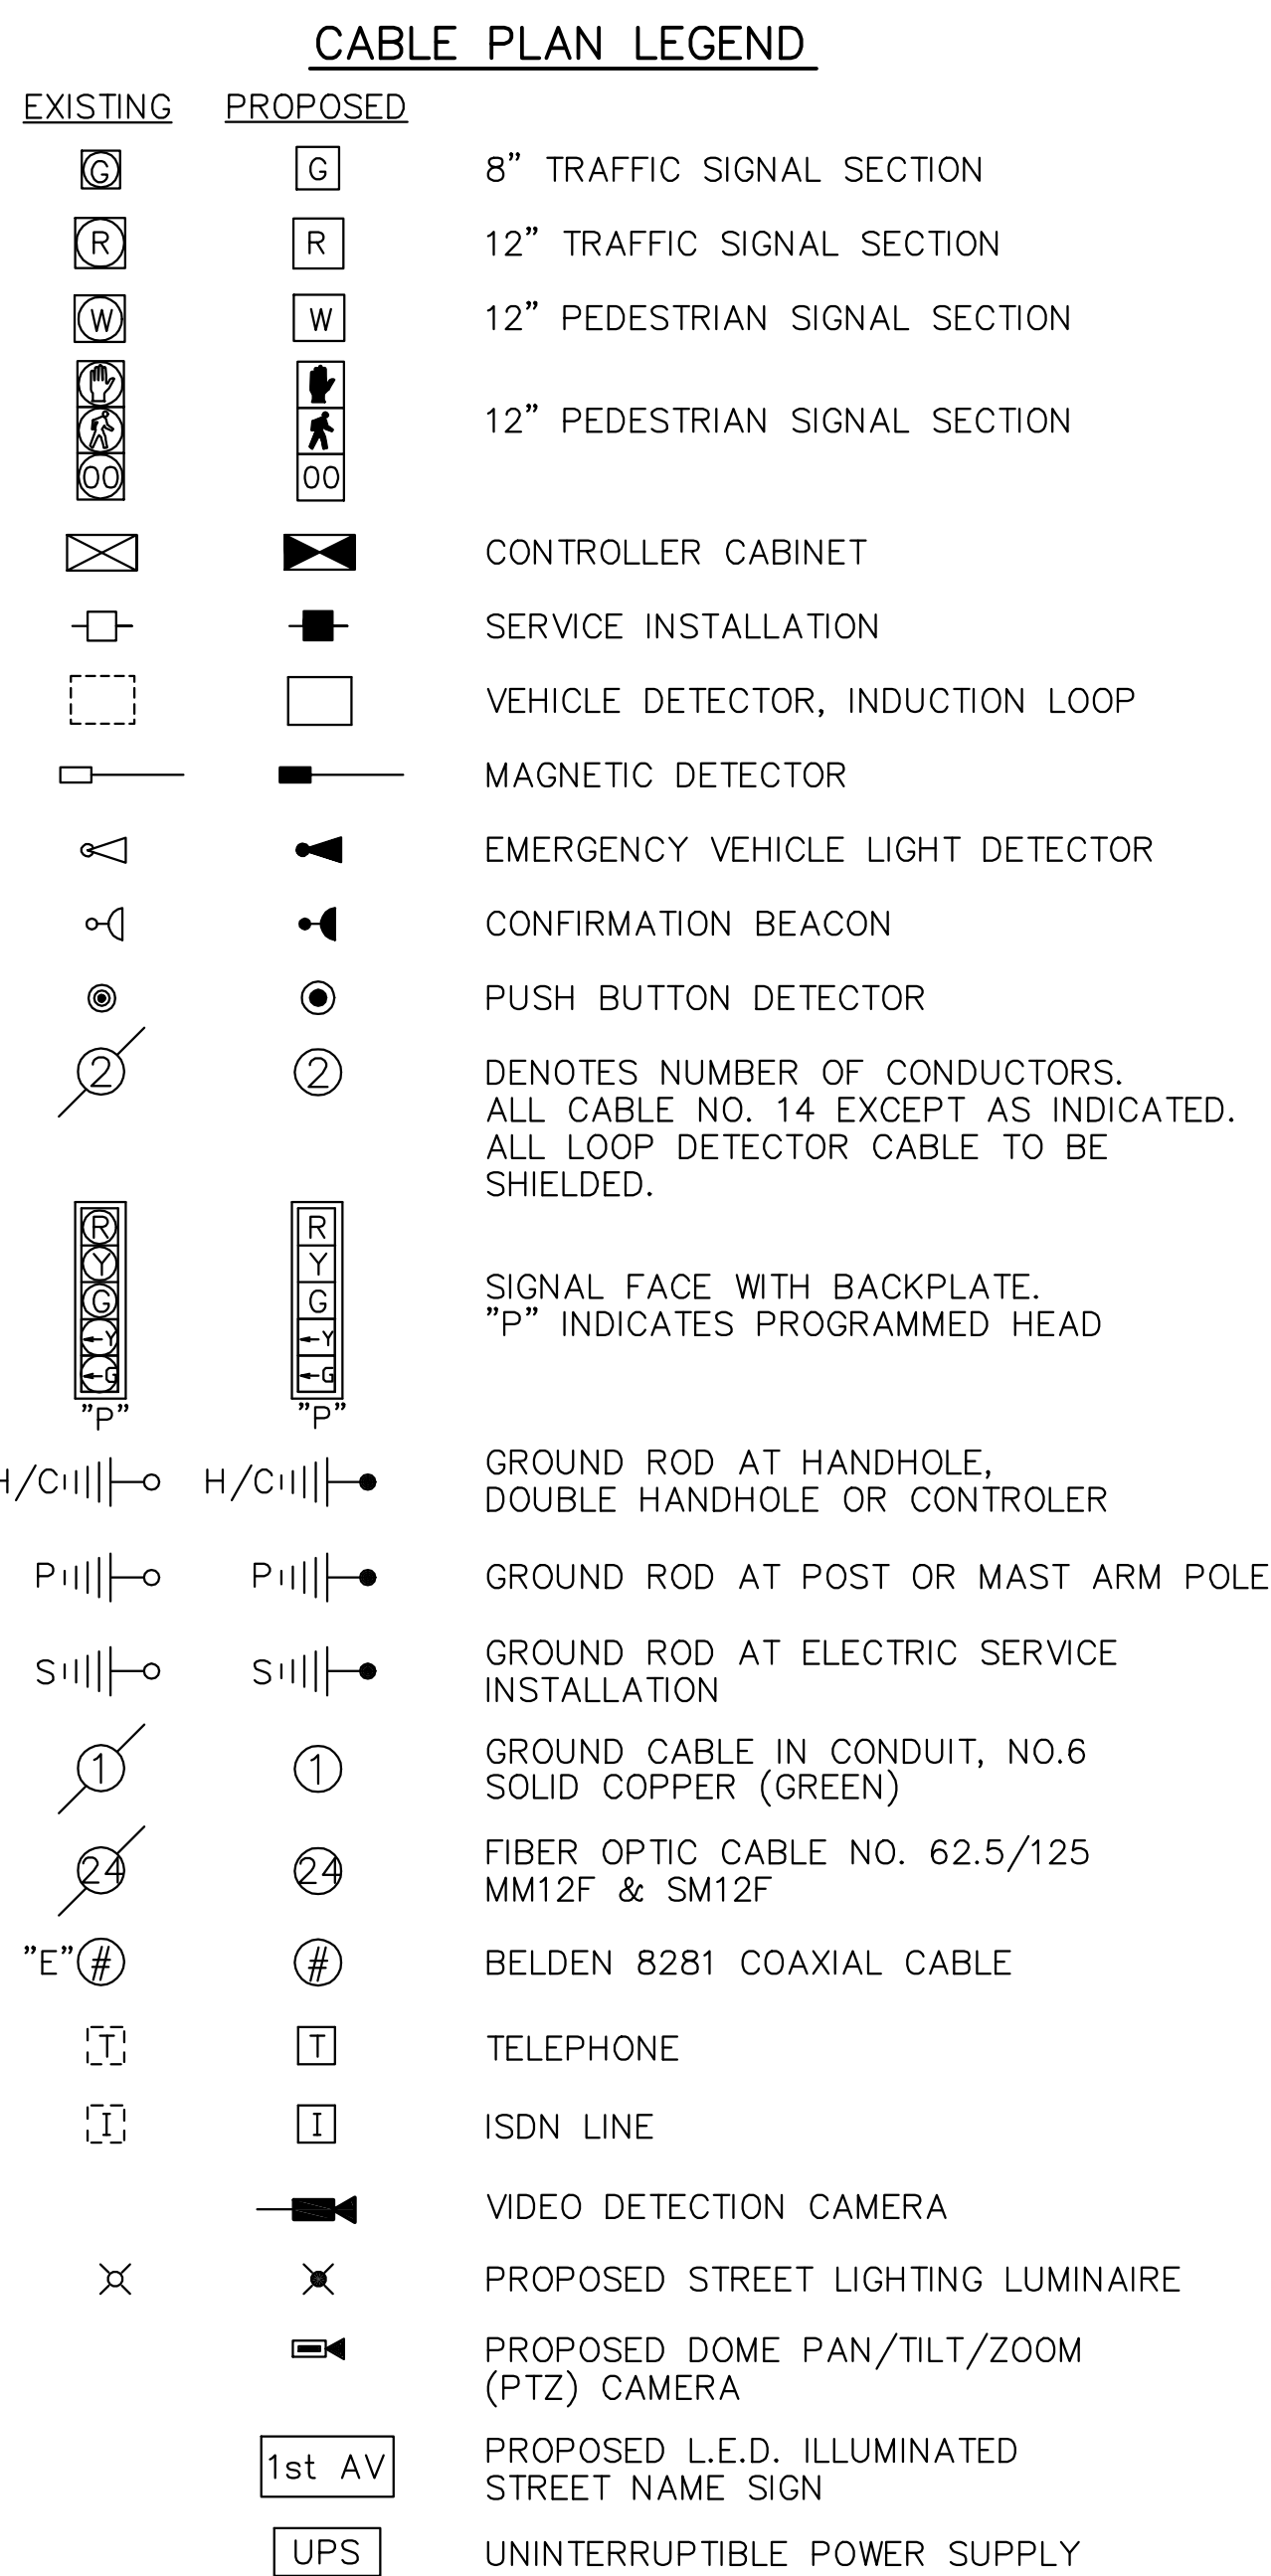 CABLE PLAN LEGEND
EXISTING PROPOSED
G G 8" TRAFFIC SIGNAL SECTION
R R 12" TRAFFIC SIGNAL SECTION
W W 12" PEDESTRIAN SIGNAL SECTION
12" PEDESTRIAN SIGNAL SECTION
00 00
CONTROLLER CABINET
SERVICE INSTALLATION
VEHICLE DETECTOR, INDUCTION LOOP
MAGNETIC DETECTOR
EMERGENCY VEHICLE LIGHT DETECTOR
CONFIRMATION BEACON
PUSH BUTTON DETECTOR
2 2 DENOTES NUMBER OF CONDUCTORS.
ALL CABLE NO. 14 EXCEPT AS INDICATED.
ALL LOOP DETECTOR CABLE TO BE
SHIELDED.
R R
Y Y
G G SIGNAL FACE WITH BACKPLATE.
←Y ←Y "P" INDICATES PROGRAMMED HEAD
←G ←G
"P" "P"
H/C H/C GROUND ROD AT HANDHOLE,
DOUBLE HANDHOLE OR CONTROLER
P P GROUND ROD AT POST OR MAST ARM POLE
S S GROUND ROD AT ELECTRIC SERVICE
INSTALLATION
1 1 GROUND CABLE IN CONDUIT, NO.6
SOLID COPPER (GREEN)
24 24 FIBER OPTIC CABLE NO. 62.5/125
MM12F & SM12F
"E" # # BELDEN 8281 COAXIAL CABLE
T T TELEPHONE
I I ISDN LINE
VIDEO DETECTION CAMERA
PROPOSED STREET LIGHTING LUMINAIRE
PROPOSED DOME PAN/TILT/ZOOM
(PTZ) CAMERA
1st AV PROPOSED L.E.D. ILLUMINATED
STREET NAME SIGN
UPS UNINTERRUPTIBLE POWER SUPPLY